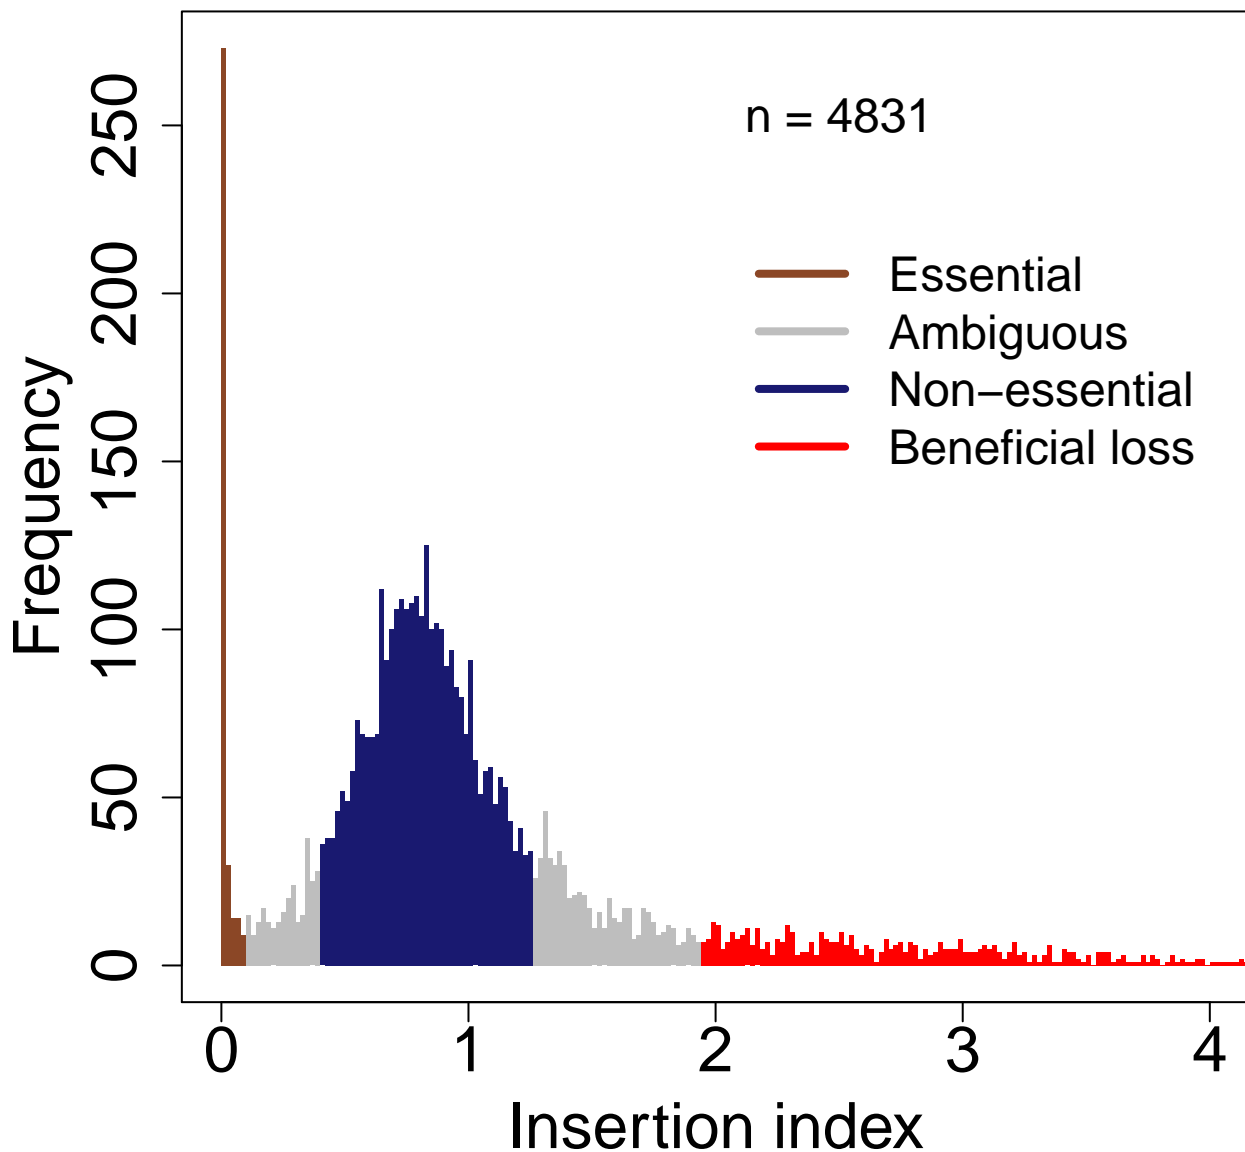 n = 4831
Essential
Ambiguous
Non−essential
Beneficial loss
Frequency
250
200
150
100
50
0
0 1 2 3 4
Insertion index